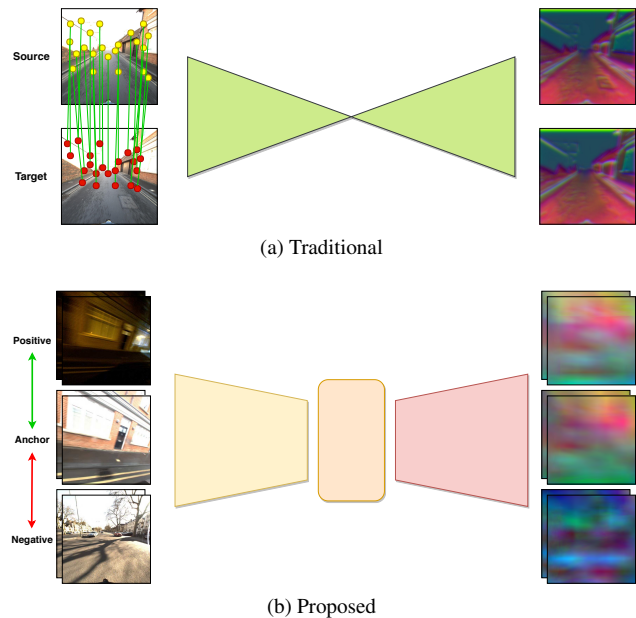 Source
Target
(a) Traditional
Positive
Anchor
Negative
(b) Proposed